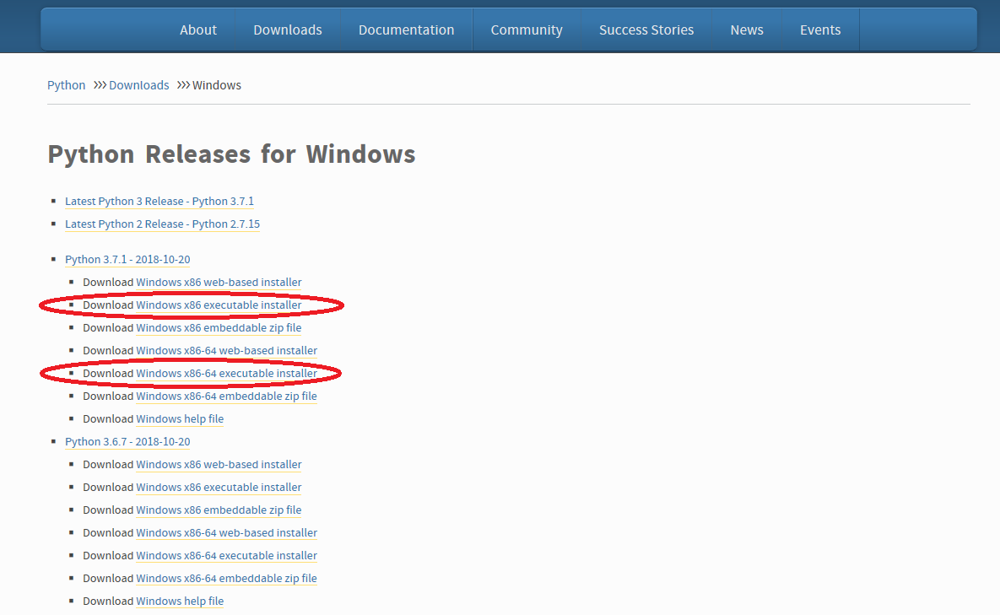 About Downloads Documentation Community Success Stories News Events
Python >>> Downloads >>> Windows
Python Releases for Windows
Latest Python 3 Release - Python 3.7.1
Latest Python 2 Release - Python 2.7.15
Python 3.7.1 - 2018-10-20
Download Windows x86 web-based installer
Download Windows x86 executable installer
Download Windows x86 embeddable zip file
Download Windows x86-64 web-based installer
Download Windows x86-64 executable installer
Download Windows x86-64 embeddable zip file
Download Windows help file
Python 3.6.7 - 2018-10-20
Download Windows x86 web-based installer
Download Windows x86 executable installer
Download Windows x86 embeddable zip file
Download Windows x86-64 web-based installer
Download Windows x86-64 executable installer
Download Windows x86-64 embeddable zip file
Download Windows help file